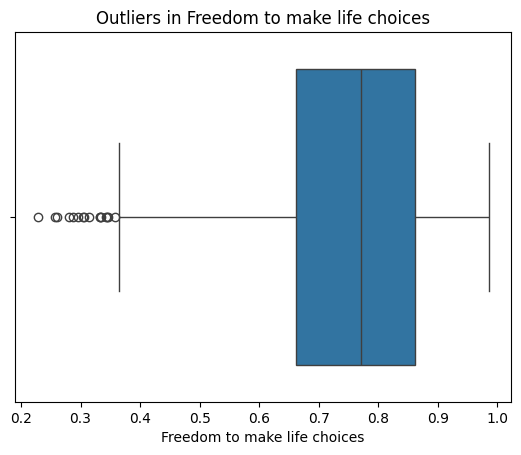 Outliers in Freedom to make life choices
0.2 0.3 0.4 0.5 0.6 0.7 0.8 0.9 1.0
Freedom to make life choices